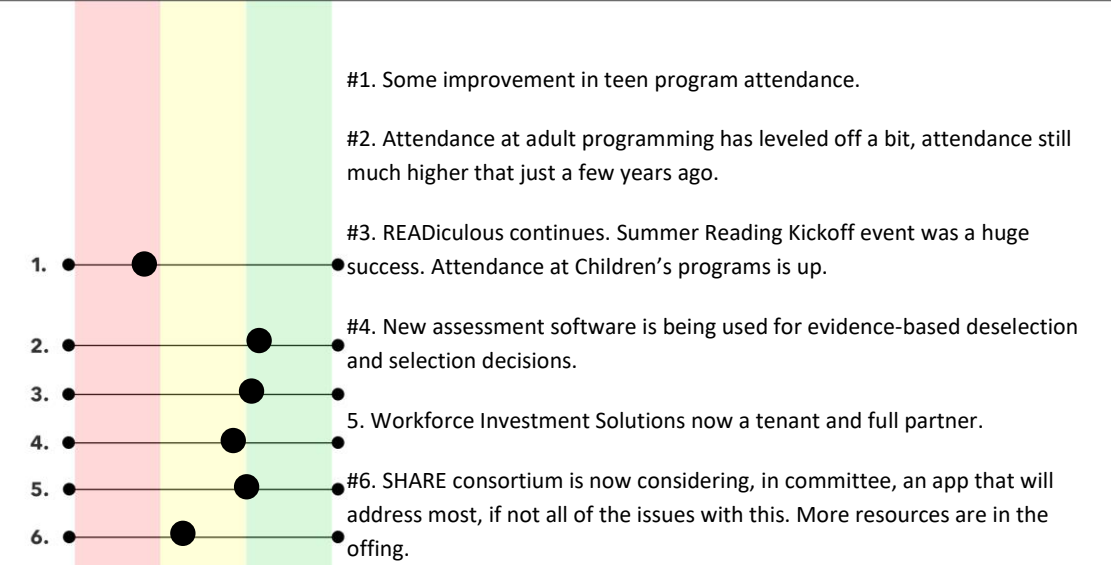 #1. Some improvement in teen program attendance.
#2. Attendance at adult programming has leveled off a bit, attendance still
much higher that just a few years ago.
#3. READiculous continues. Summer Reading Kickoff event was a huge
success. Attendance at Children’s programs is up.
#4. New assessment software is being used for evidence-based deselection
and selection decisions.
5. Workforce Investment Solutions now a tenant and full partner.
#6. SHARE consortium is now considering, in committee, an app that will
address most, if not all of the issues with this. More resources are in the
offing.
1.
2.
3.
4.
5.
6.